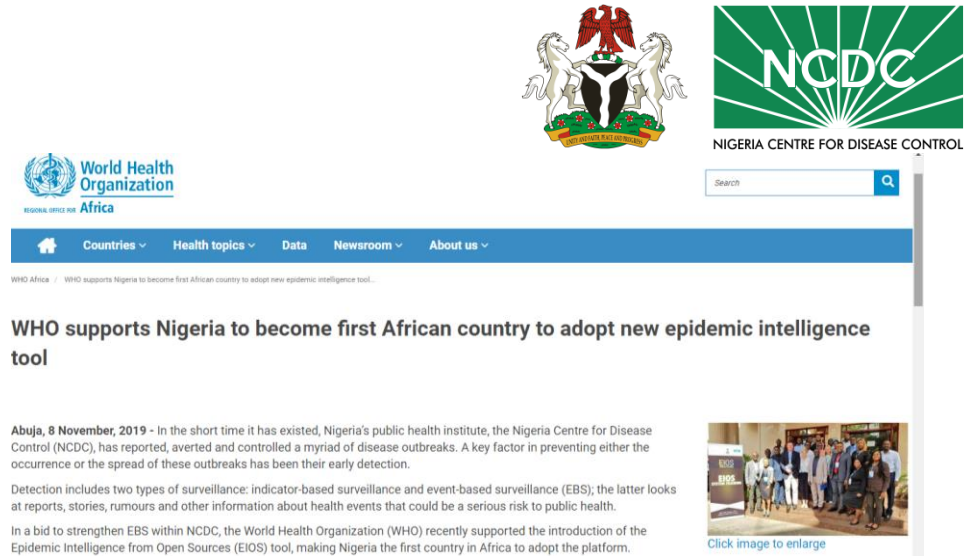 NCDC
NIGERIA CENTRE FOR DISEASE CONTROL
UNITY AND FAITH, PEACE AND PROGRESS
World Health
Organization
REGIONAL OFFICE FOR Africa
Search
Countries
Health topics
Data
Newsroom
About us
WHO Africa / WHO supports Nigeria to become first African country to adopt new epidemic intelligence tool...
WHO supports Nigeria to become first African country to adopt new epidemic intelligence
tool
Abuja, 8 November, 2019 - In the short time it has existed, Nigeria's public health institute, the Nigeria Centre for Disease
Control (NCDC), has reported, averted and controlled a myriad of disease outbreaks. A key factor in preventing either the
occurrence or the spread of these outbreaks has been their early detection.
Detection includes two types of surveillance: indicator-based surveillance and event-based surveillance (EBS); the latter looks
at reports, stories, rumours and other information about health events that could be a serious risk to public health.
In a bid to strengthen EBS within NCDC, the World Health Organization (WHO) recently supported the introduction of the
Epidemic Intelligence from Open Sources (EIOS) tool, making Nigeria the first country in Africa to adopt the platform.
EIOS
Click image to enlarge